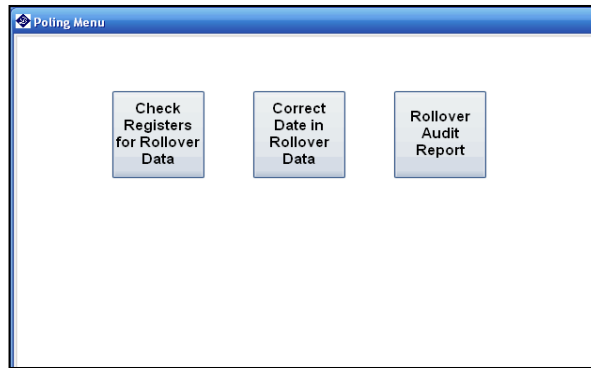 Poling Menu
Check
Registers
for Rollover
Data
Correct
Date in
Rollover
Data
Rollover
Audit
Report